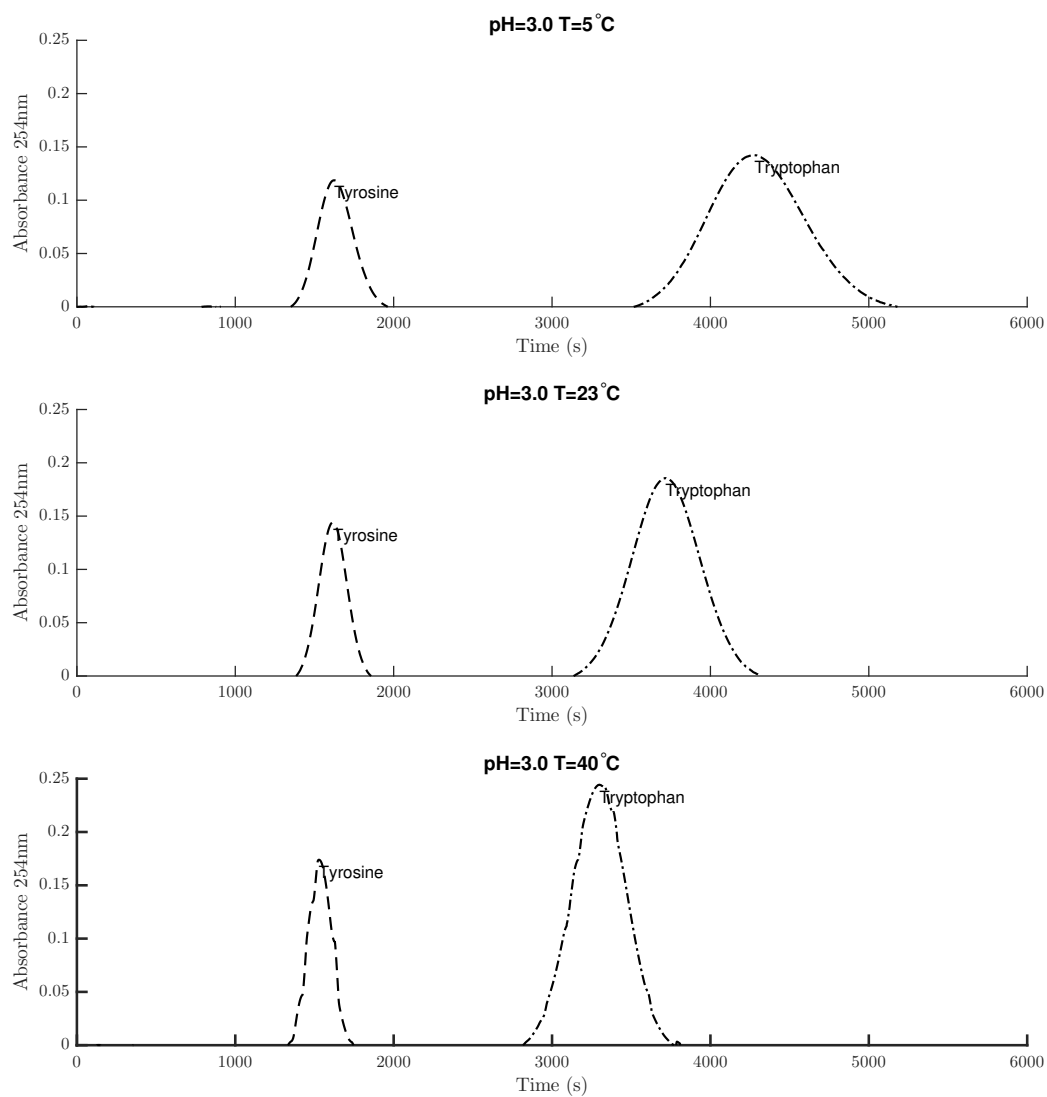 pH=3.0 T=5°C
0.25
0.2
0.15
0.1
0.05
0
Absorbance 254nm
Tyrosine
Tryptophan
0 1000 2000 3000 4000 5000 6000
Time (s)
pH=3.0 T=23°C
0.25
0.2
0.15
0.1
0.05
0
Absorbance 254nm
Tyrosine
Tryptophan
0 1000 2000 3000 4000 5000 6000
Time (s)
pH=3.0 T=40°C
0.25
0.2
0.15
0.1
0.05
0
Absorbance 254nm
Tyrosine
Tryptophan
0 1000 2000 3000 4000 5000 6000
Time (s)